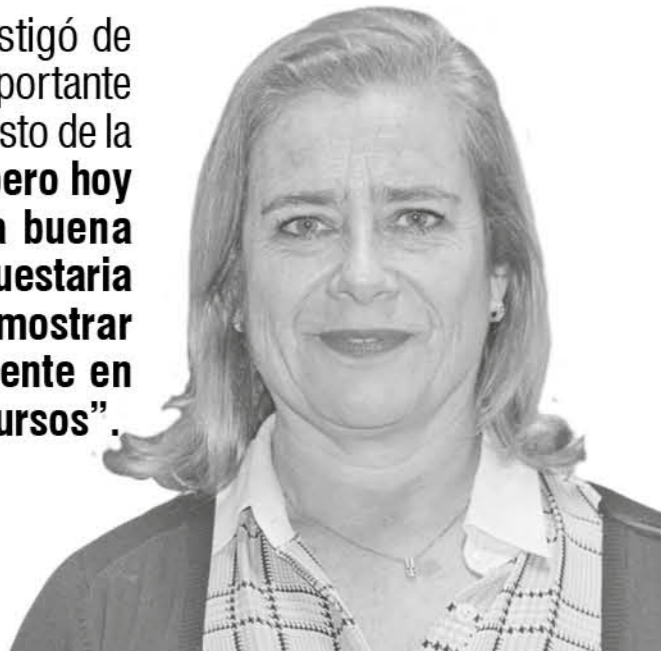 stigó de
portante
sto de la
pero hoy
a buena
uestaria
mostrar
ente en
ursos”.